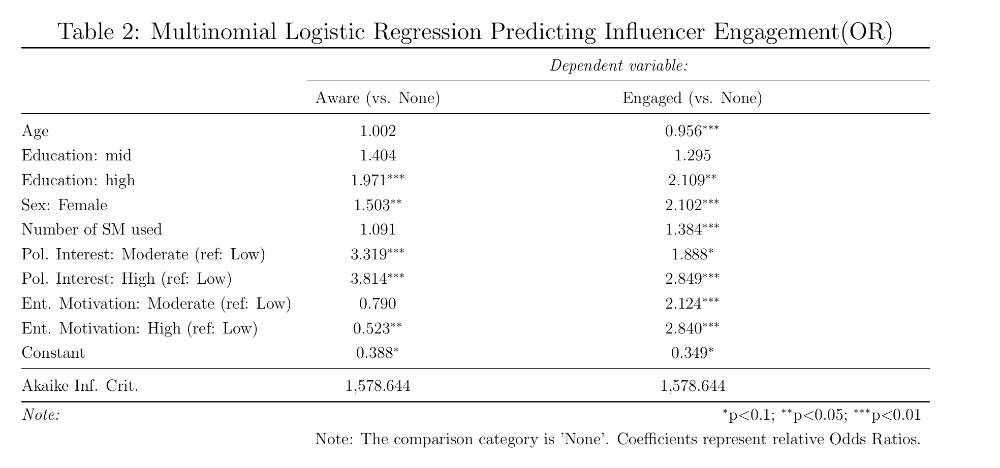 Table 2: Multinomial Logistic Regression Predicting Influencer Engagement(OR)
Dependent variable:
Aware (vs. None) Engaged (vs. None)
Age 1.002 0.956***
Education: mid 1.404 1.295
Education: high 1.971*** 2.109**
Sex: Female 1.503** 2.102***
Number of SM used 1.091 1.384***
Pol. Interest: Moderate (ref: Low) 3.319*** 1.888*
Pol. Interest: High (ref: Low) 3.814*** 2.849***
Ent. Motivation: Moderate (ref: Low) 0.790 2.124***
Ent. Motivation: High (ref: Low) 0.523** 2.840***
Constant 0.388* 0.349*
Akaike Inf. Crit. 1,578.644 1,578.644
Note: *p<0.1; **p<0.05; ***p<0.01
Note: The comparison category is ’None’. Coefficients represent relative Odds Ratios.